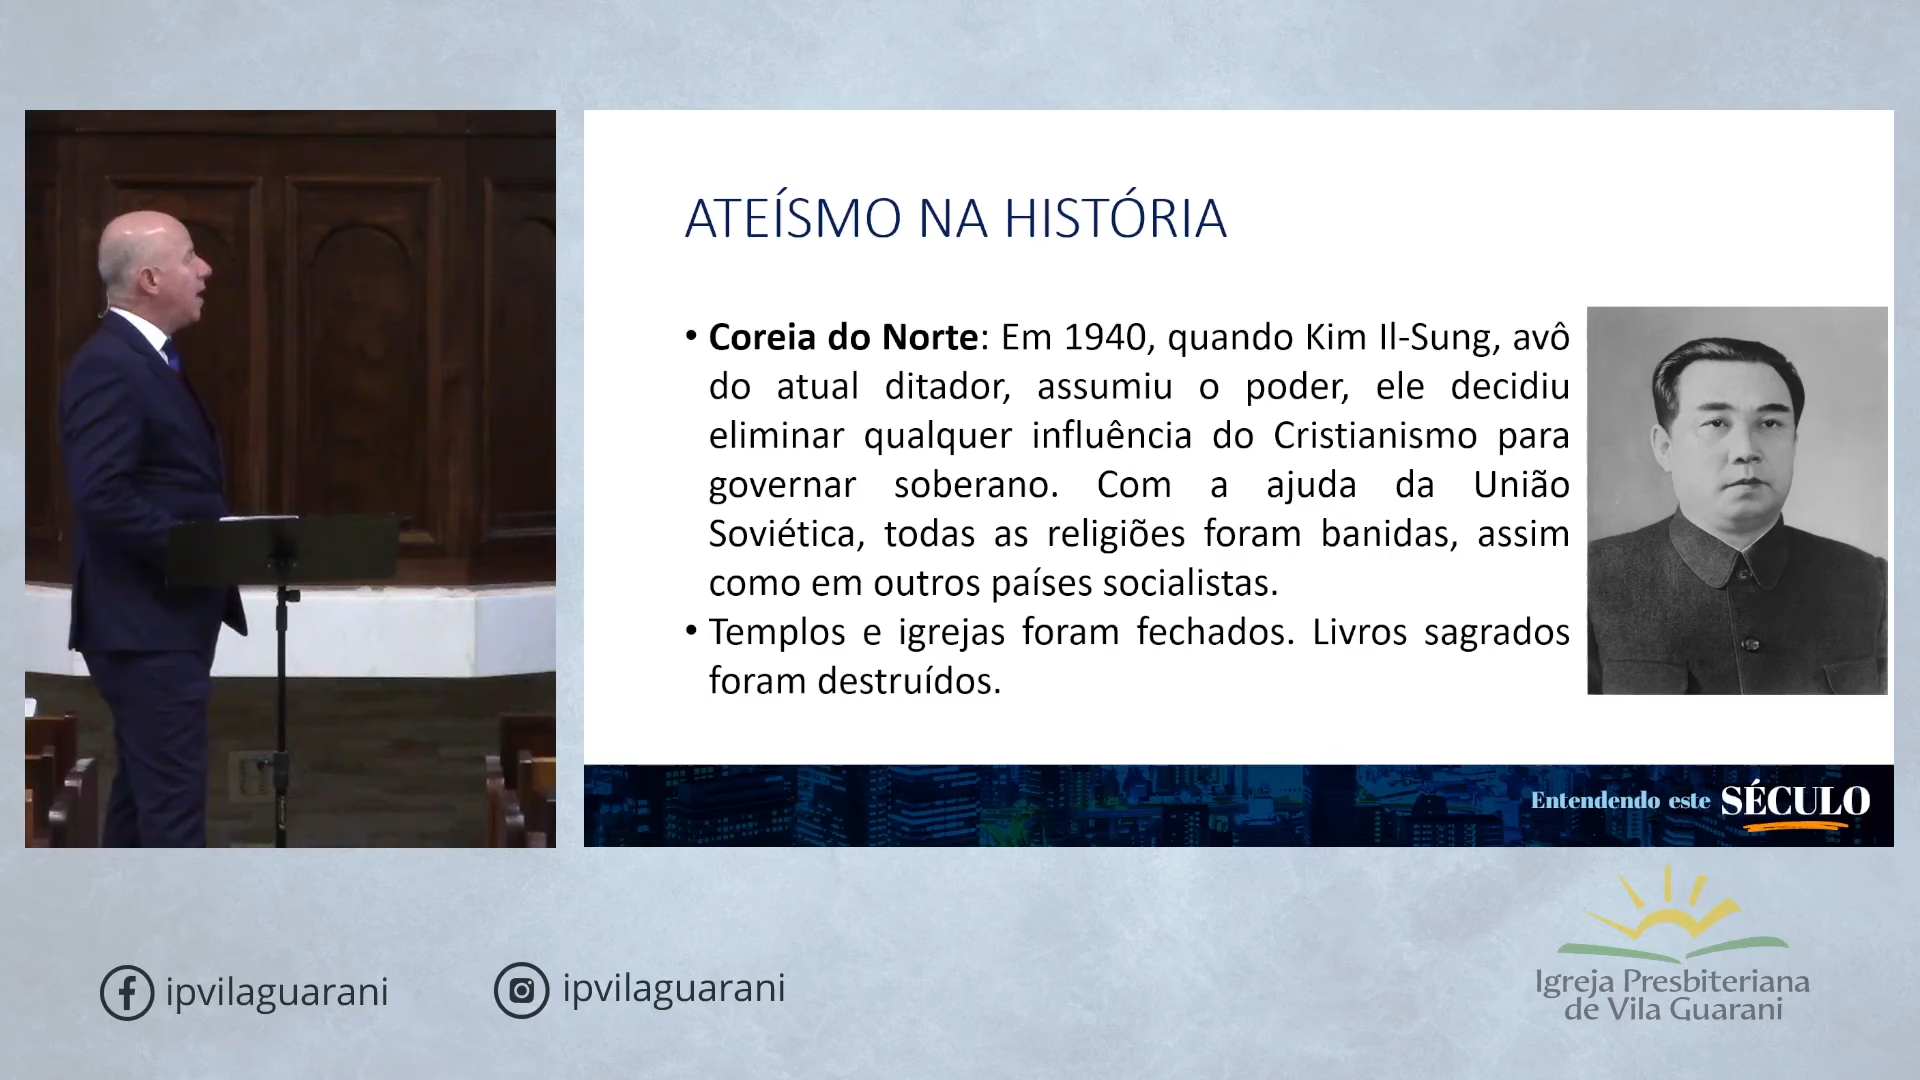 ATEÍSMO NA HISTÓRIA
• Coreia do Norte: Em 1940, quando Kim Il-Sung, avô
do atual ditador, assumiu o poder, ele decidiu
eliminar qualquer influência do Cristianismo para
governar soberano. Com a ajuda da União
Soviética, todas as religiões foram banidas, assim
como em outros países socialistas.
• Templos e igrejas foram fechados. Livros sagrados
foram destruídos.
Entendendo este SÉCULO
ipvilaguarani
ipvilaguarani
Igreja Presbiteriana
de Vila Guarani